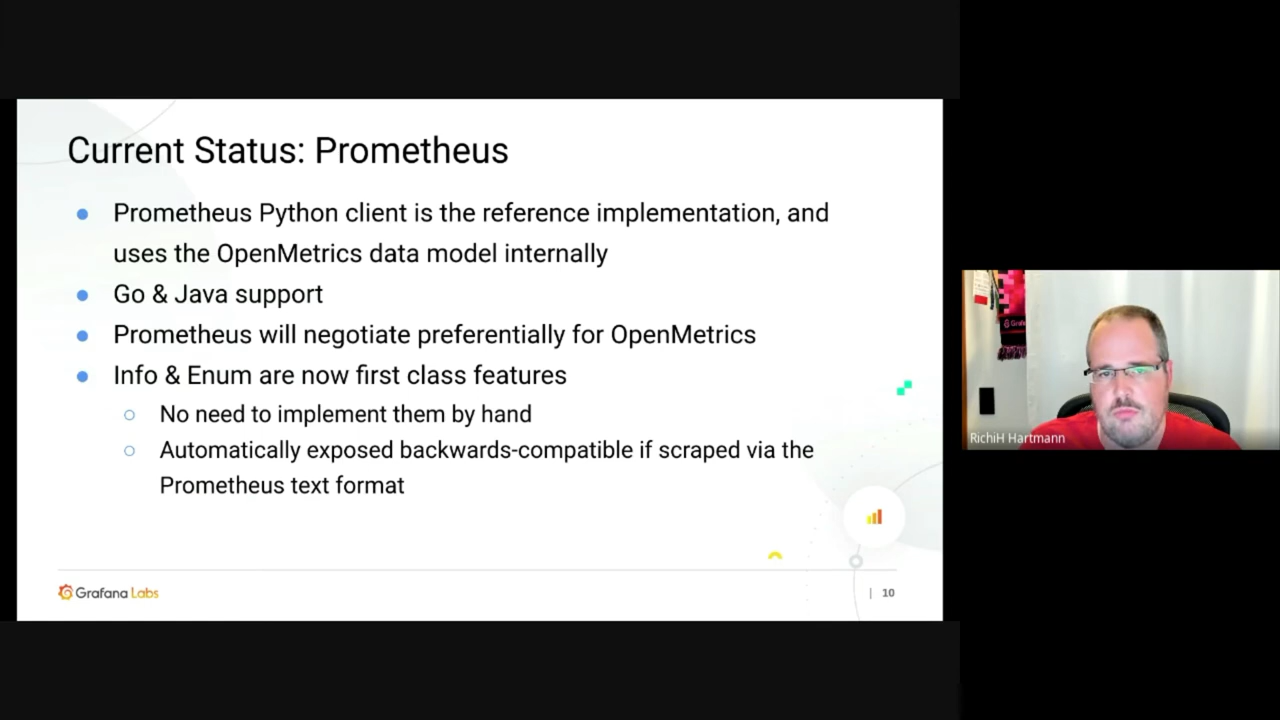 Current Status: Prometheus
● Prometheus Python client is the reference implementation, and
uses the OpenMetrics data model internally
● Go & Java support
● Prometheus will negotiate preferentially for OpenMetrics
● Info & Enum are now first class features
○ No need to implement them by hand
○ Automatically exposed backwards-compatible if scraped via the
Prometheus text format
Grafana Labs
| 10
RichiH Hartmann